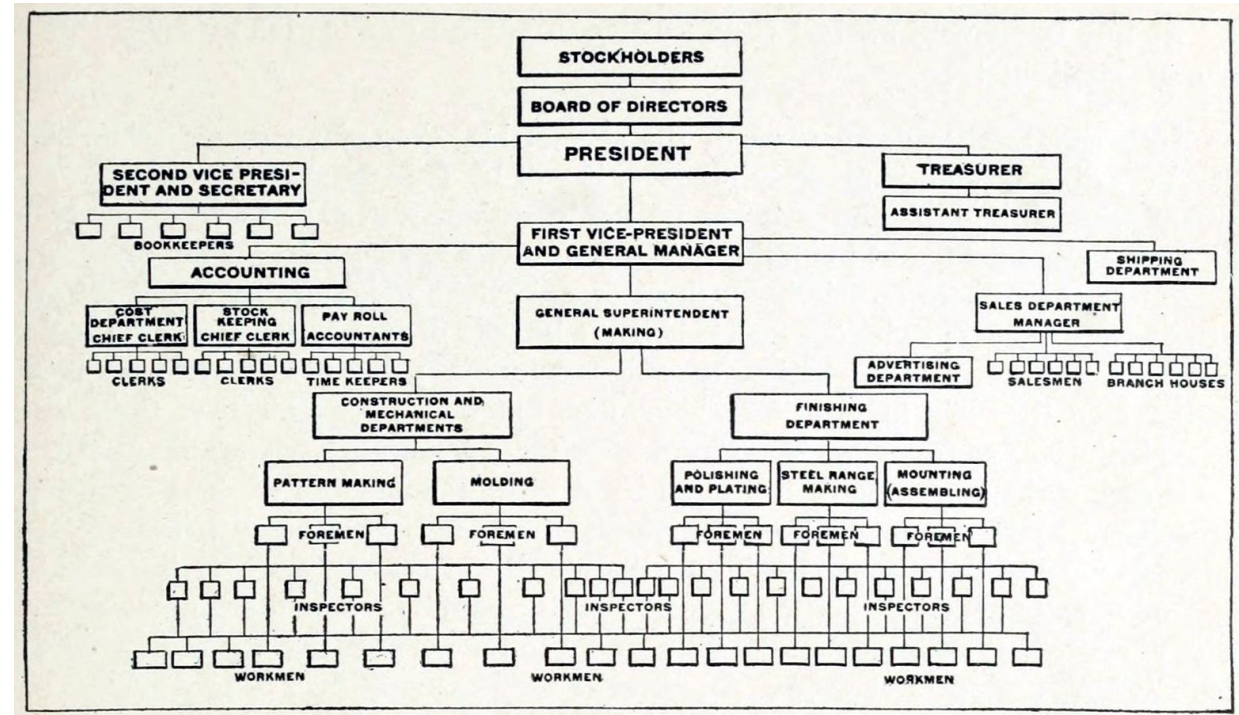 STOCKHOLDERS
BOARD OF DIRECTORS
PRESIDENT
SECOND VICE PRESI-
DENT AND SECRETARY
TREASURER
ASSISTANT TREASURER
BOOKKEEPERS
FIRST VICE-PRESIDENT
AND GENERAL MANAGER
ACCOUNTING
SHIPPING
DEPARTMENT
COST
DEPARTMENT
CHIEF CLERK
STOCK
KEEPING
CHIEF CLERK
PAY ROLL
ACCOUNTANTS
GENERAL SUPERINTENDENT
(MAKING)
SALES DEPARTMENT
MANAGER
CLERKS
CLERKS
TIME KEEPERS
ADVERTISING
DEPARTMENT
SALESMEN
BRANCH HOUSES
CONSTRUCTION AND
MECHANICAL
DEPARTMENTS
FINISHING
DEPARTMENT
PATTERN MAKING
MOLDING
POLISHING
AND PLATING
STEEL RANGE
MAKING
MOUNTING
(ASSEMBLING)
FOREMEN
FOREMEN
FOREMEN
FOREMEN
FOREMEN
INSPECTORS
INSPECTORS
INSPECTORS
WORKMEN
WORKMEN
WORKMEN